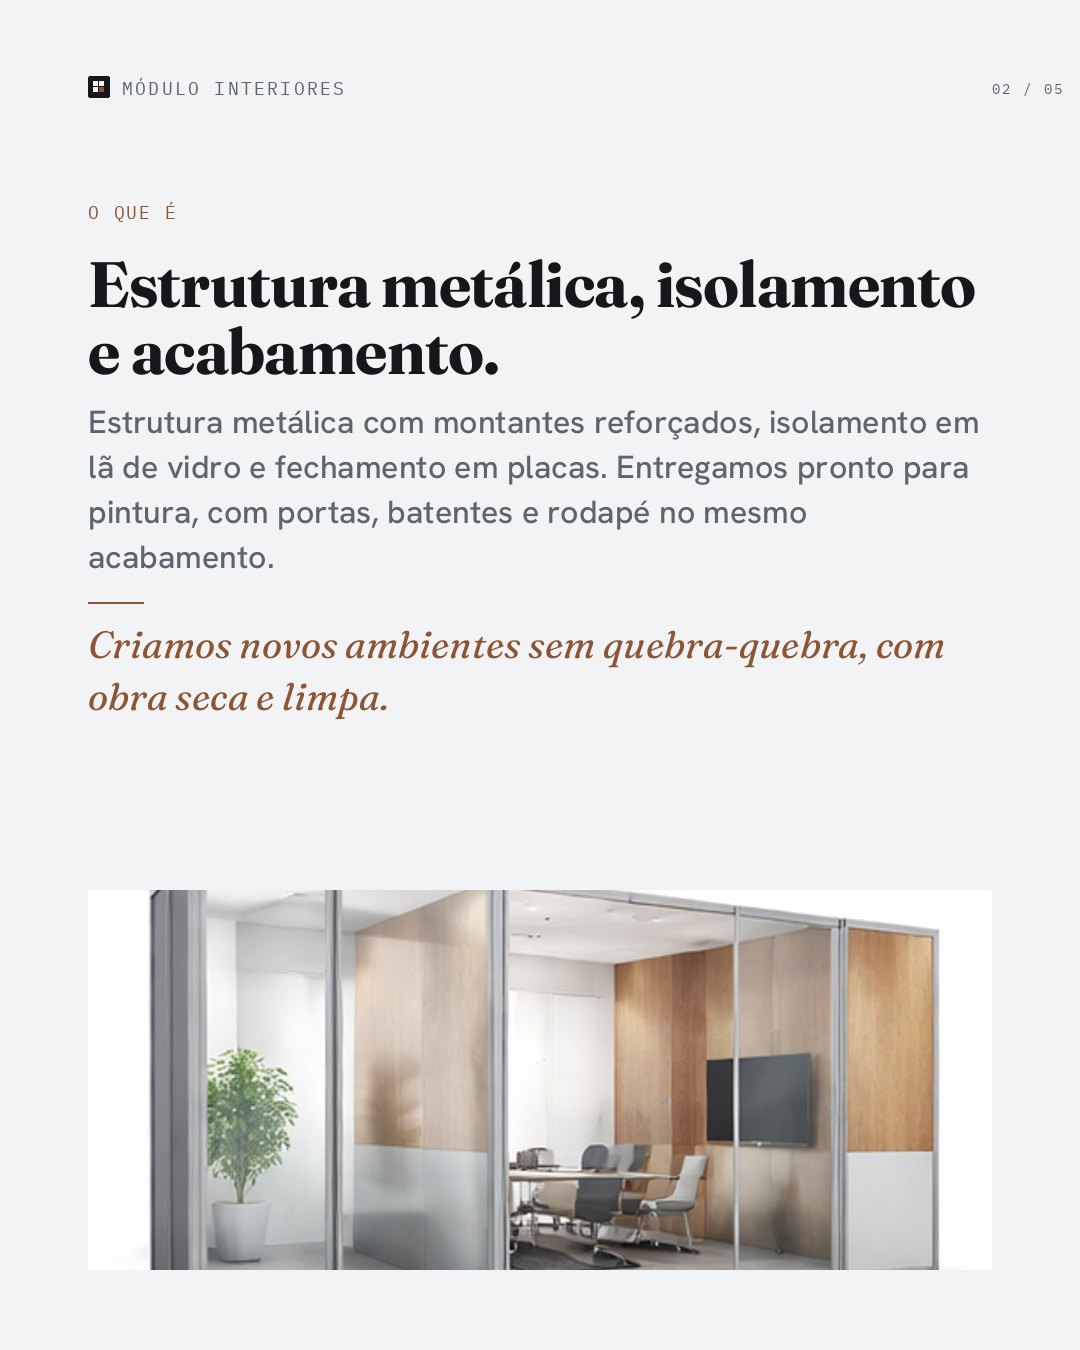 MÓDULO INTERIORES
02 / 05
O QUE É
Estrutura metálica, isolamento
e acabamento.
Estrutura metálica com montantes reforçados, isolamento em
lã de vidro e fechamento em placas. Entregamos pronto para
pintura, com portas, batentes e rodapé no mesmo
acabamento.
Criamos novos ambientes sem quebra-quebra, com
obra seca e limpa.